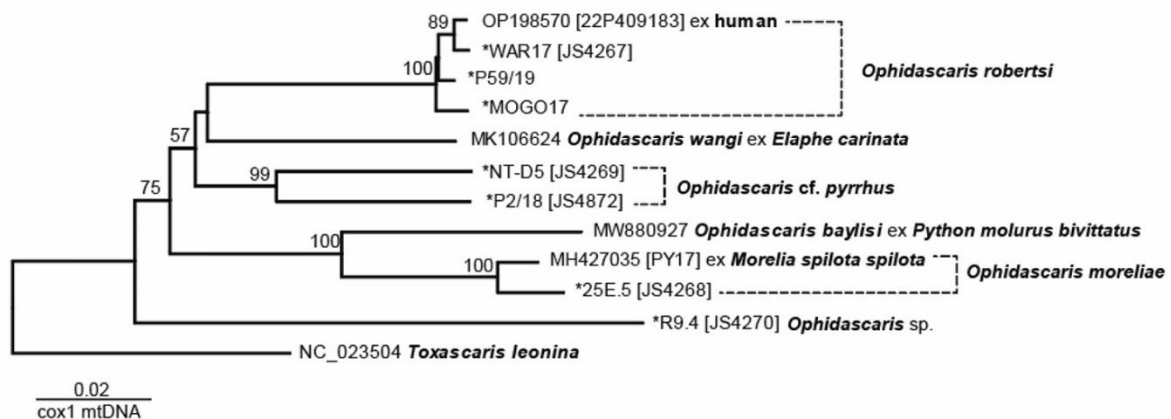 89
OP198570 [22P409183] ex human
*WAR17 [JS4267]
100
*P59/19
Ophidascaris robertsi
*MOGO17
57
MK106624 Ophidascaris wangi ex Elaphe carinata
99
*NT-D5 [JS4269]
75
Ophidascaris cf. pyrrhus
*P2/18 [JS4872]
100
MW880927 Ophidascaris baylisi ex Python molurus bivittatus
100
MH427035 [PY17] ex Morelia spilota spilota
Ophidascaris moreliae
*25E.5 [JS4268]
*R9.4 [JS4270] Ophidascaris sp.
NC_023504 Toxascaris leonina
0.02
cox1 mtDNA